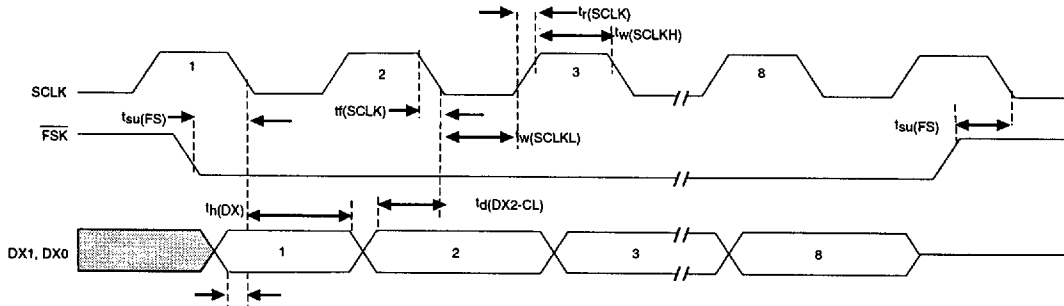 tr(SCLK)
tw(SCLKH)
1
2
3
8
SCLK
tsu(FS)
tf(SCLK)
tw(SCLKL)
tsu(FS)
FSK
th(DX)
td(DX2-CL)
DX1, DX0
1
2
3
8